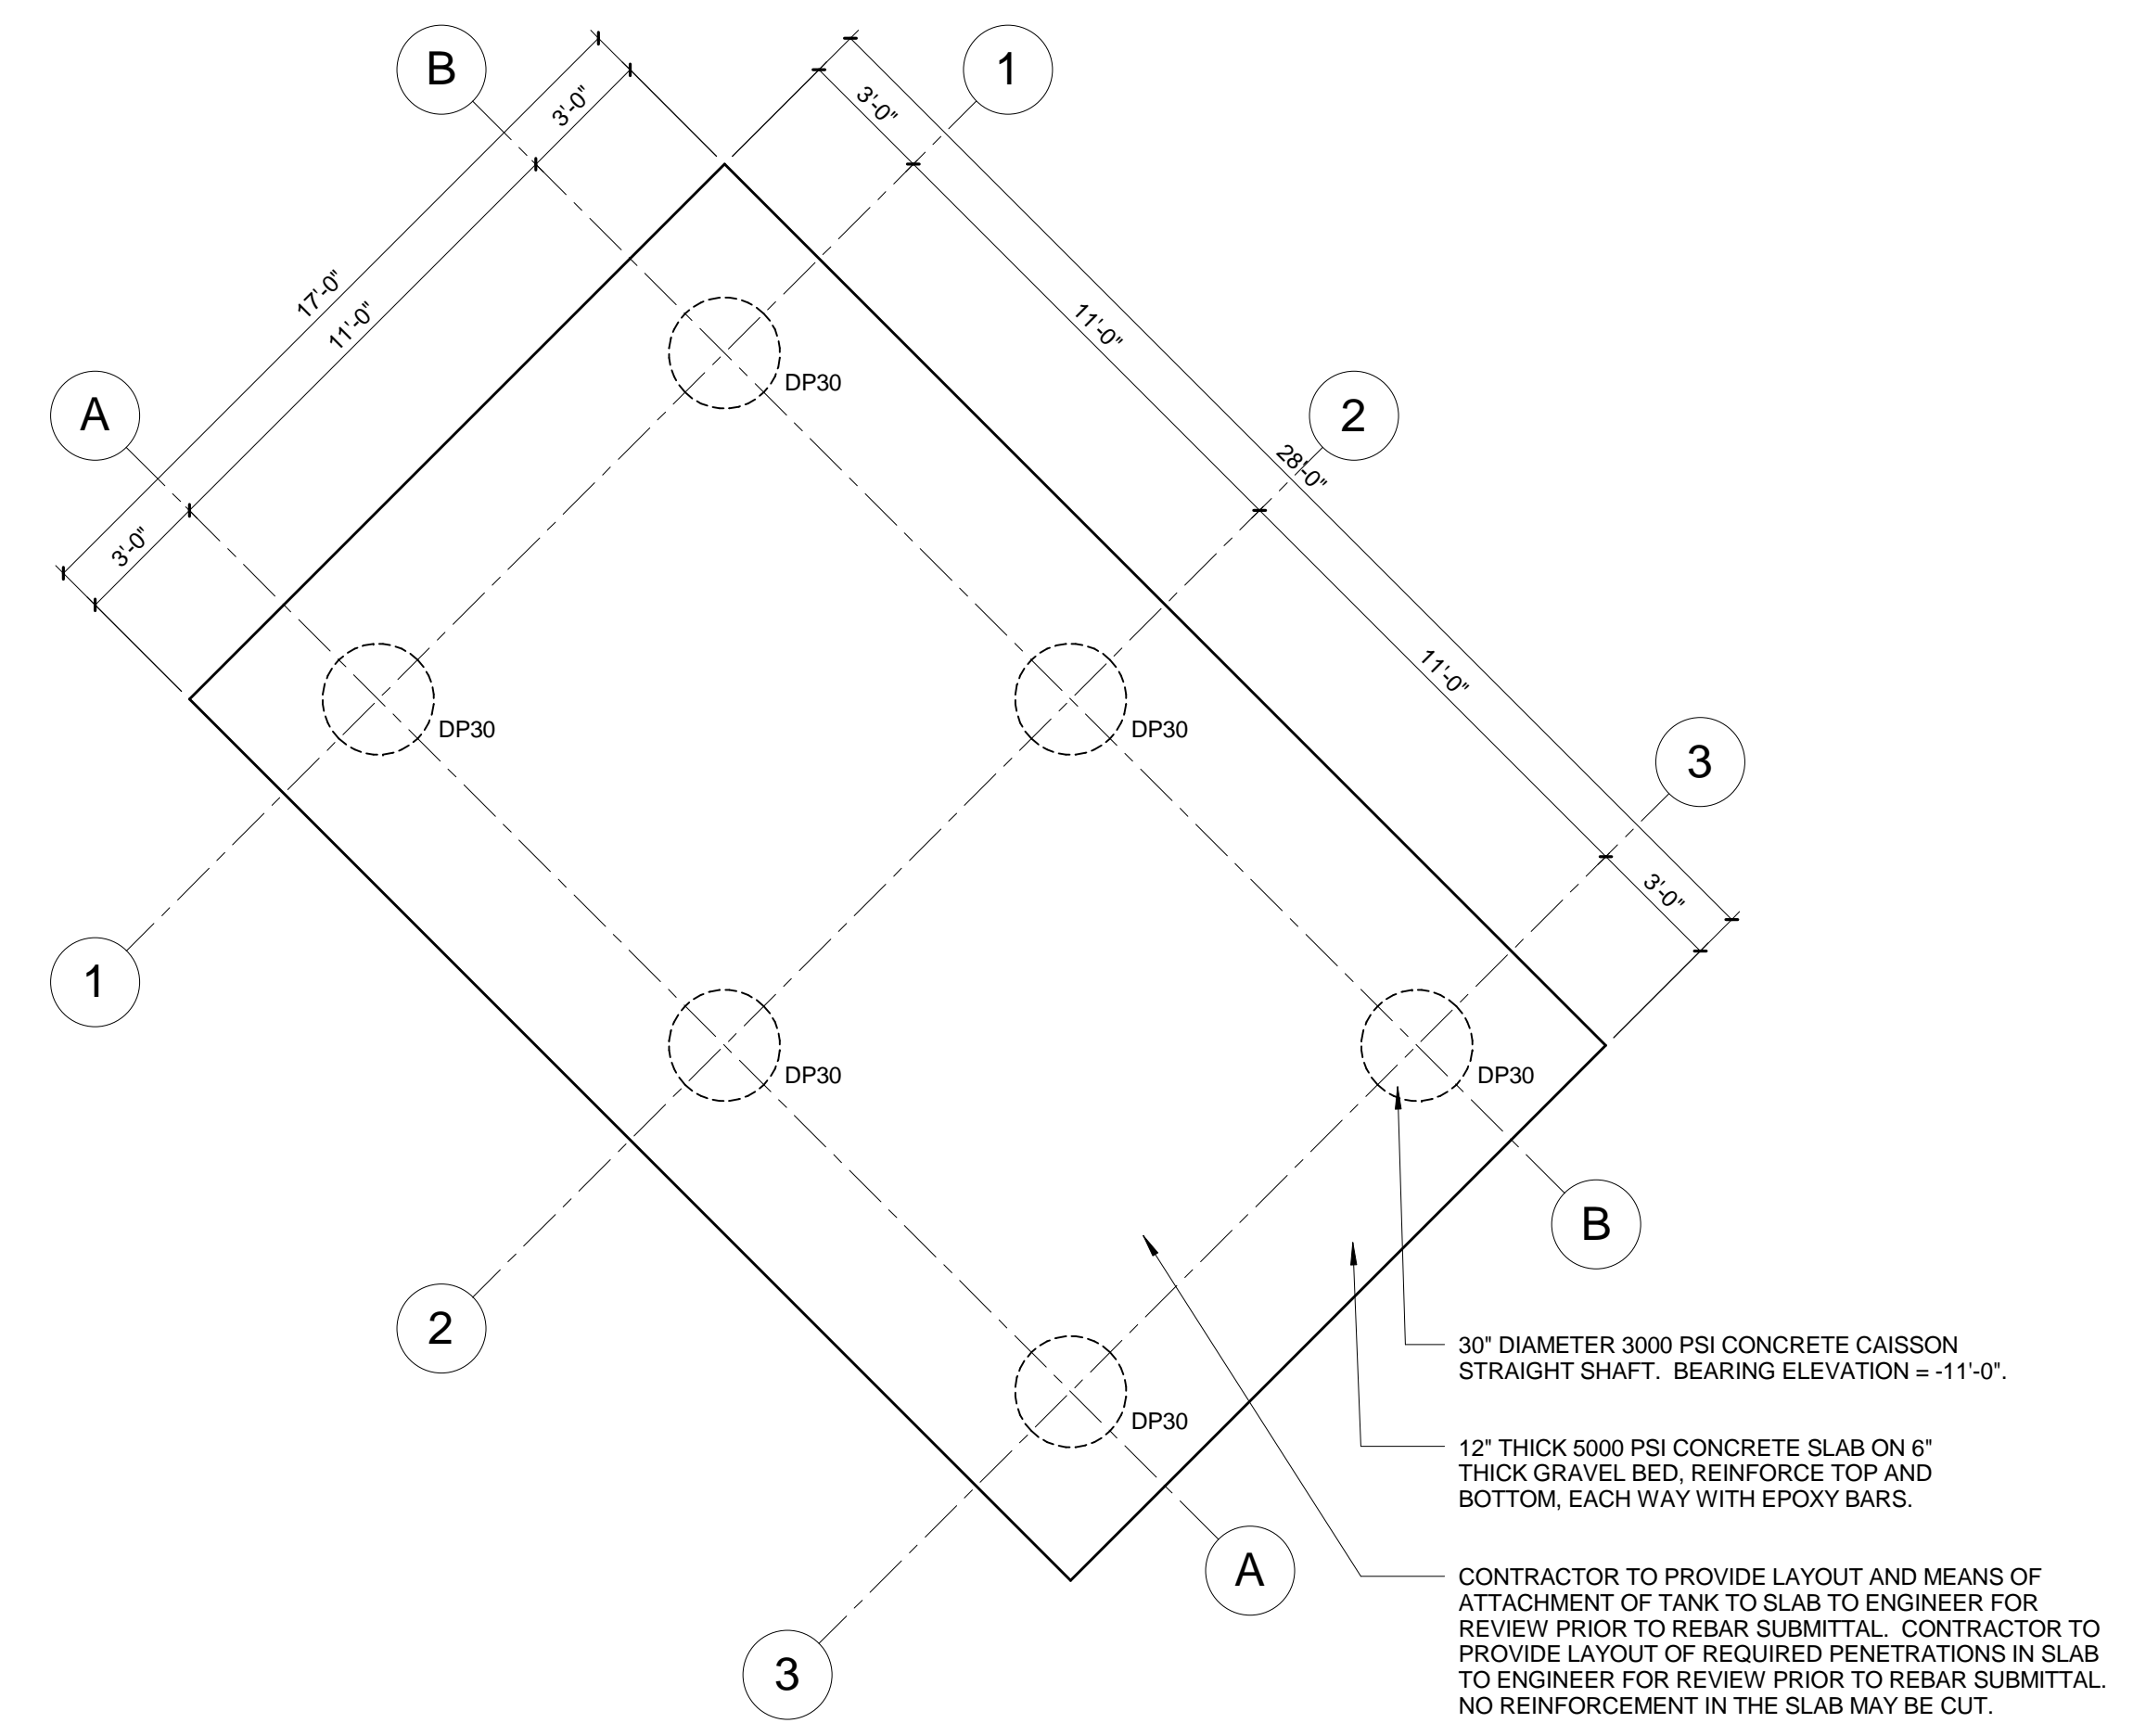 B
1
3'-0"
3'-0"
17'-0"
11'-0"
11'-0"
A
2
28'-0"
DP30
3'-0"
11'-0"
DP30
DP30
3
3'-0"
1
DP30
DP30
B
2
30" DIAMETER 3000 PSI CONCRETE CAISSON
STRAIGHT SHAFT.  BEARING ELEVATION = -11'-0".
DP30
12" THICK 5000 PSI CONCRETE SLAB ON 6"
THICK GRAVEL BED, REINFORCE TOP AND
BOTTOM, EACH WAY WITH EPOXY BARS.
A
3
CONTRACTOR TO PROVIDE LAYOUT AND MEANS OF
ATTACHMENT OF TANK TO SLAB TO ENGINEER FOR
REVIEW PRIOR TO REBAR SUBMITTAL.  CONTRACTOR TO
PROVIDE LAYOUT OF REQUIRED PENETRATIONS IN SLAB
TO ENGINEER FOR REVIEW PRIOR TO REBAR SUBMITTAL.
NO REINFORCEMENT IN THE SLAB MAY BE CUT.